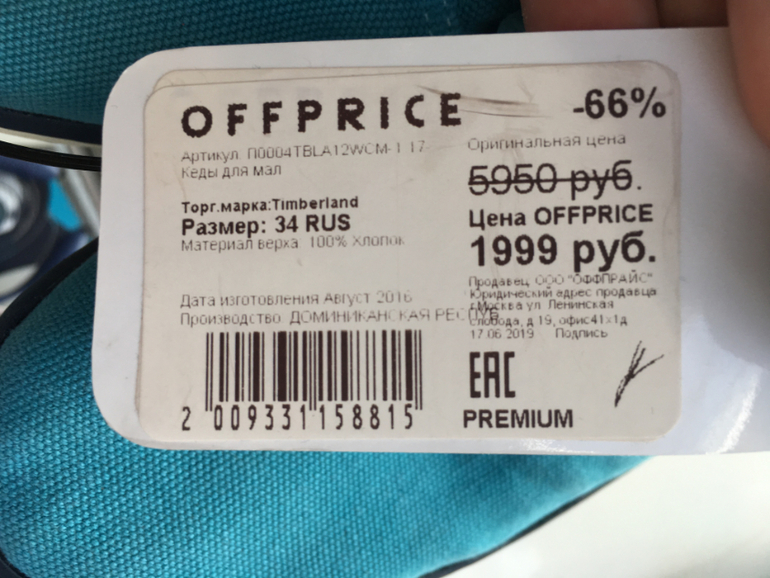 OFFPRICE
-66%
Артикул: П0004TBLA12WCM-1 17-
Кеды для мал
Торг.марка:Timberland
Размер: 34 RUS
Материал верха: 100% Хлопок
Дата изготовления Август 2016
Производство: ДОМИНИКАНСКАЯ РЕСПУБ
2 009331 158815
Оригинальная цена
5950 руб.
Цена OFFPRICE
1999 руб.
Продавец: ООО "ОФФПРАЙС"
Юридический адрес продавца
г.Москва ул. Ленинская
слобода, д 19, офис41х1д
17.06.2019 Подпись
EAC
PREMIUM